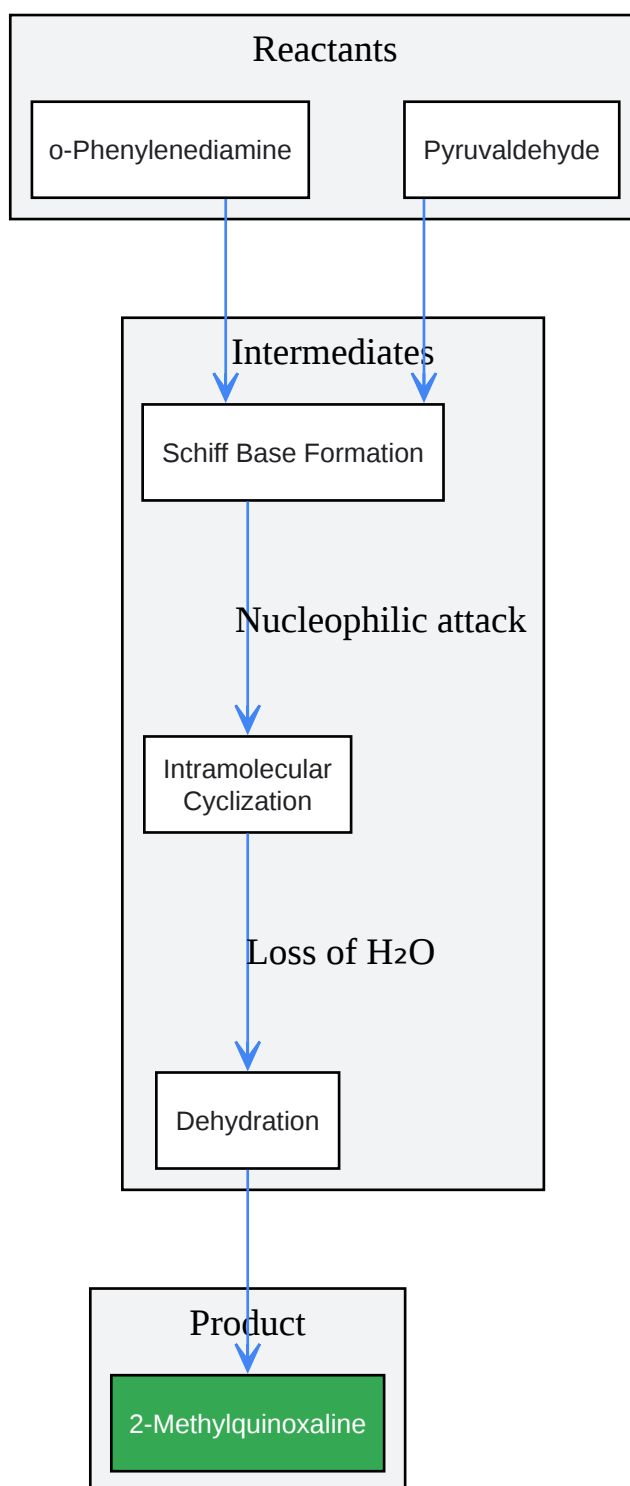 Reactants
o-Phenylenediamine
Pyruvaldehyde
Intermediates
Schiff Base Formation
Nucleophilic attack
Intramolecular
Cyclization
Loss of H₂O
Dehydration
Product
2-Methylquinoxaline